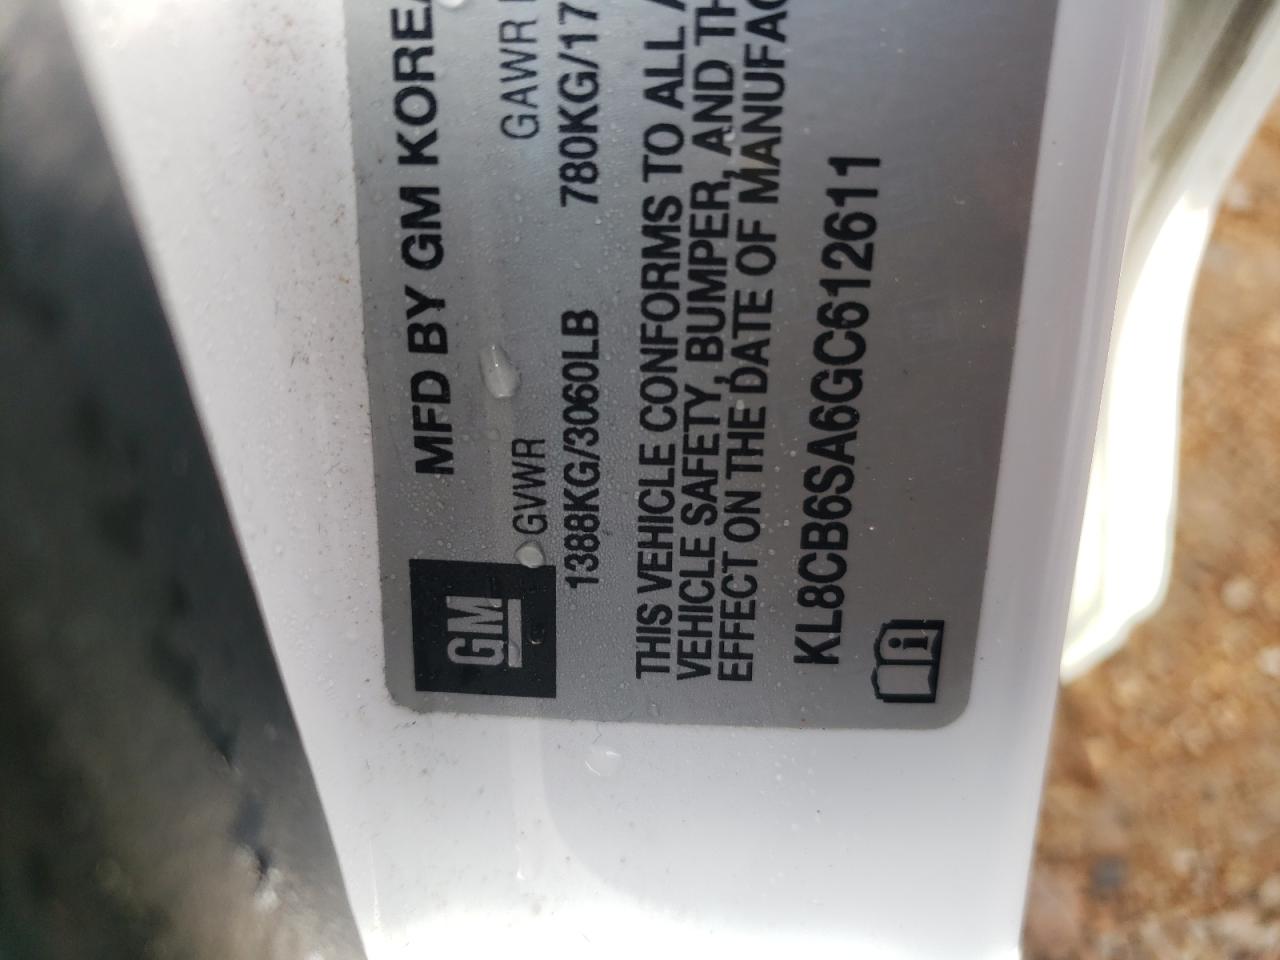 MFD BY GM KOREA
GVWR GAWR
1388KG/3060LB 780KG/17
GM
THIS VEHICLE CONFORMS TO ALL A
VEHICLE SAFETY, BUMPER, AND TH
EFFECT ON THE DATE OF MANUFAC
KL8CB6SA6GC612611
i